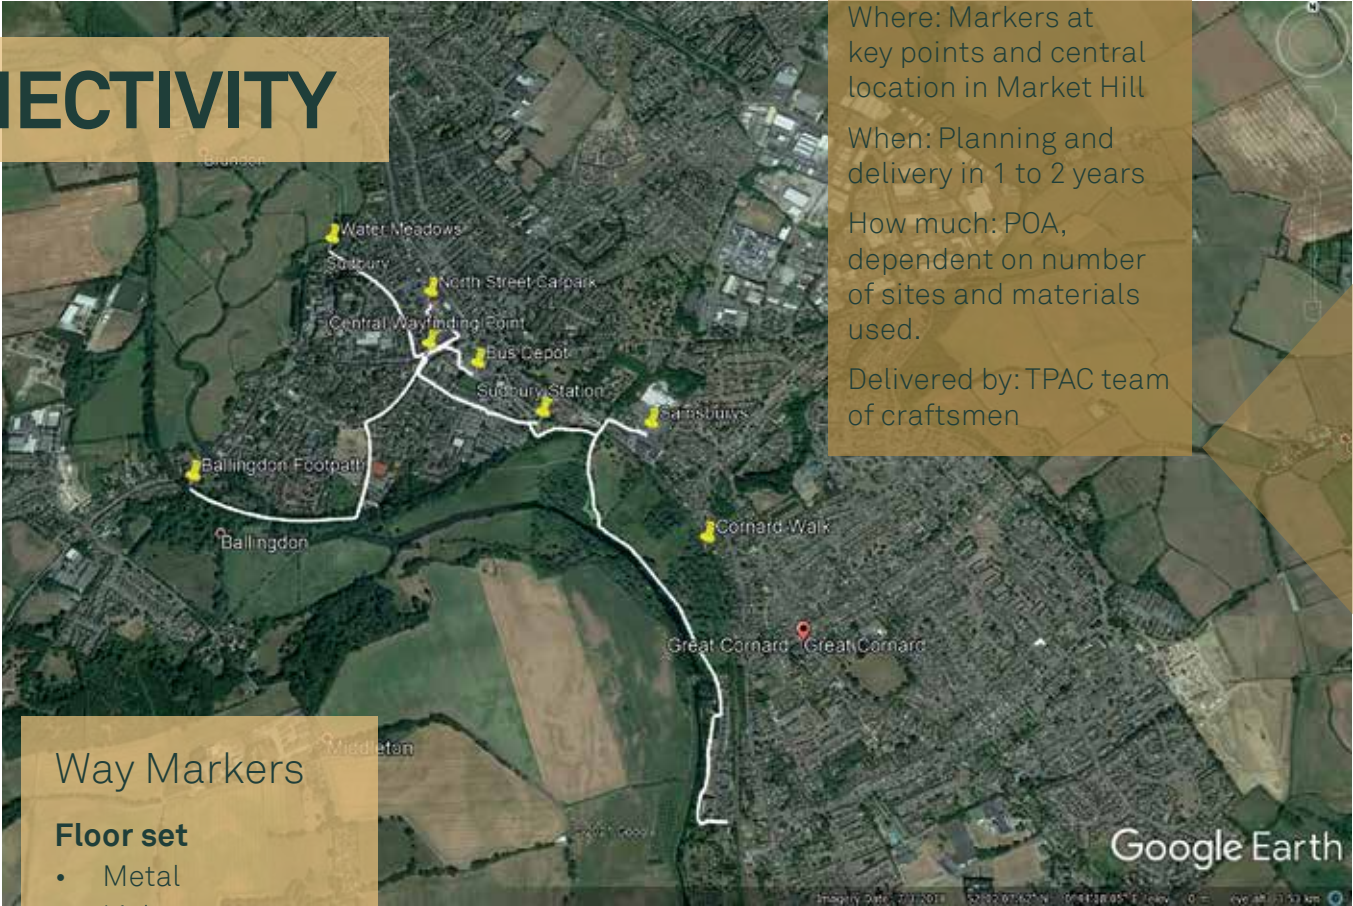 NECTIVITY
Where: Markers at
key points and central
location in Market Hill
When: Planning and
delivery in 1 to 2 years
How much: POA,
dependent on number
of sites and materials
used.
Delivered by: TPAC team
of craftsmen
Brundon
Water Meadows
Sudbury
North Street Carpark
Central Wayfinding Point
Bus Depot
Sudbury Station
Sainsburys
Ballingdon Footpath
Ballingdon
Cornard Walk
Great Cornard Great Cornard
Middleton
Way Markers
Floor set
• Metal
Google Earth
N